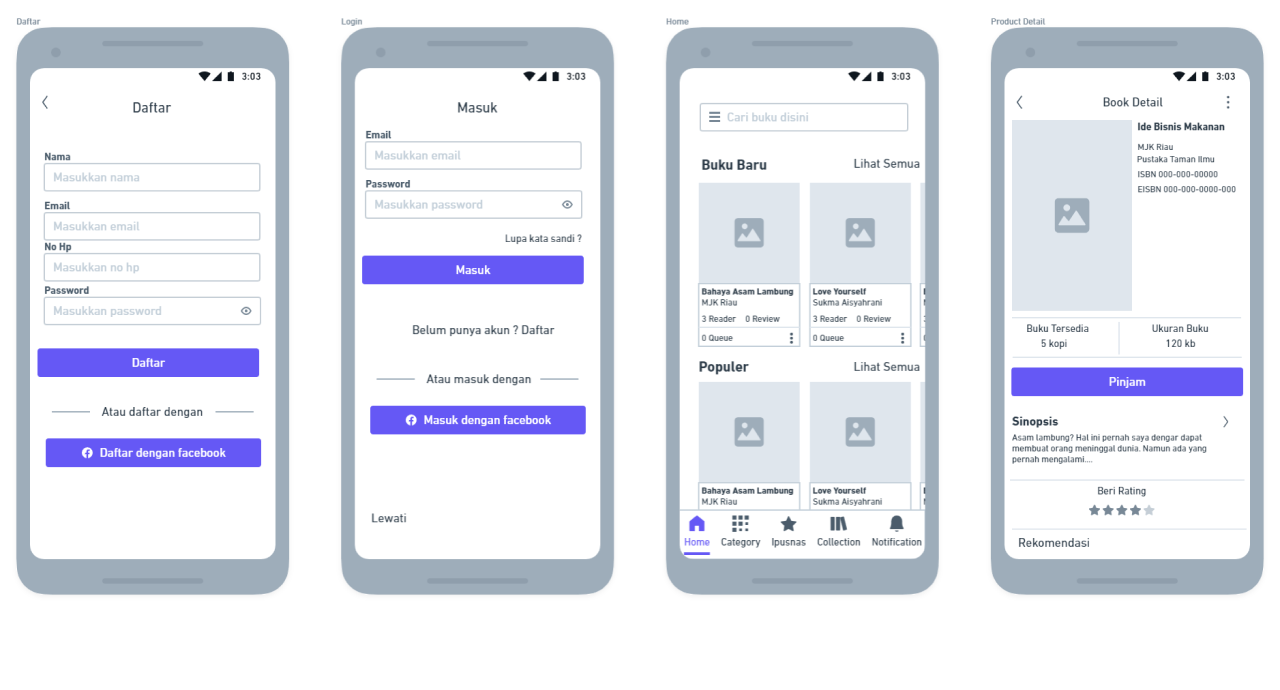 Daftar
3:03
Daftar
Nama
Masukkan nama
Email
Masukkan email
No Hp
Masukkan no hp
Password
Masukkan password
Daftar
Atau daftar dengan
Daftar dengan facebook
Login
3:03
Masuk
Email
Masukkan email
Password
Masukkan password
Lupa kata sandi ?
Masuk
Belum punya akun ? Daftar
Atau masuk dengan
Masuk dengan facebook
Lewati
Home
3:03
Cari buku disini
Buku Baru Lihat Semua
Bahaya Asam Lambung
MJK Riau
3 Reader 0 Review
0 Queue
Love Yourself
Sukma Aisyahrani
3 Reader 0 Review
0 Queue
Populer Lihat Semua
Bahaya Asam Lambung
MJK Riau
Love Yourself
Sukma Aisyahrani
Home Category Ipusnas Collection Notification
Product Detail
3:03
Book Detail
Ide Bisnis Makanan
MJK Riau
Pustaka Taman Ilmu
ISBN 000-000-00000
EISBN 000-000-0000-000
Buku Tersedia
5 kopi
Ukuran Buku
120 kb
Pinjam
Sinopsis
Asam lambung? Hal ini pernah saya dengar dapat
membuat orang meninggal dunia. Namun ada yang
pernah mengalami....
Beri Rating
Rekomendasi